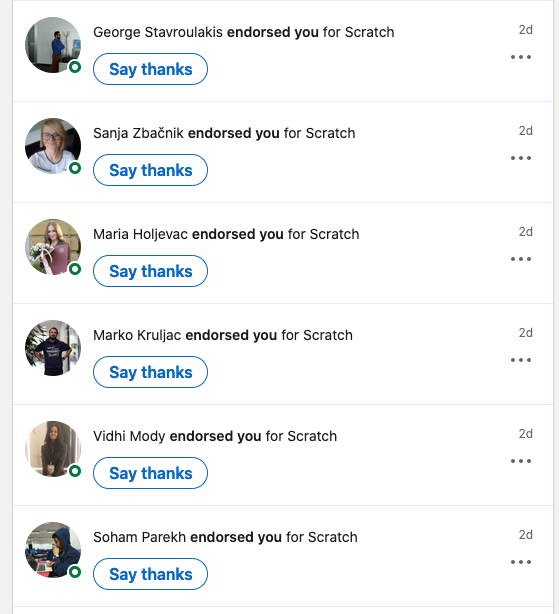 George Stavroulakis endorsed you for Scratch
2d
Say thanks
Sanja Zbačnik endorsed you for Scratch
2d
Say thanks
Maria Holjevac endorsed you for Scratch
2d
Say thanks
Marko Kruljac endorsed you for Scratch
2d
Say thanks
Vidhi Mody endorsed you for Scratch
2d
Say thanks
Soham Parekh endorsed you for Scratch
2d
Say thanks